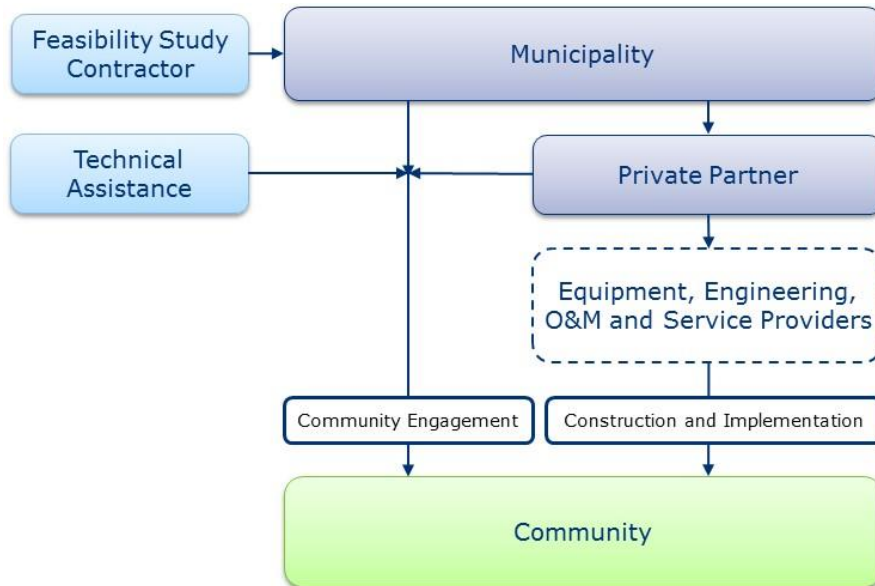 Feasibility Study
Contractor
Municipality
Technical
Assistance
Private Partner
Equipment, Engineering,
O&M and Service Providers
Community Engagement
Construction and Implementation
Community